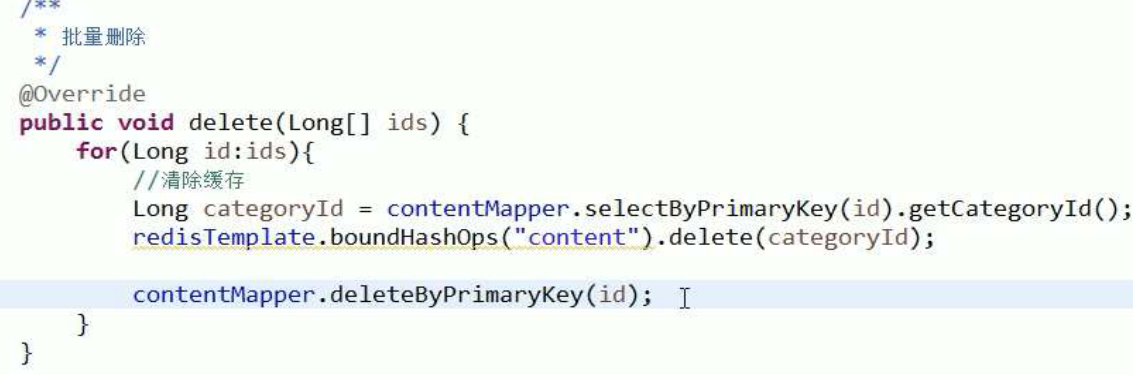 /**
 * 批量删除
 */
@Override
public void delete(Long[] ids) {
    for(Long id:ids){
        //清除缓存
        Long categoryId = contentMapper.selectByPrimaryKey(id).getCategoryId();
        redisTemplate.boundHashOps("content").delete(categoryId);
        contentMapper.deleteByPrimaryKey(id);
    }
}